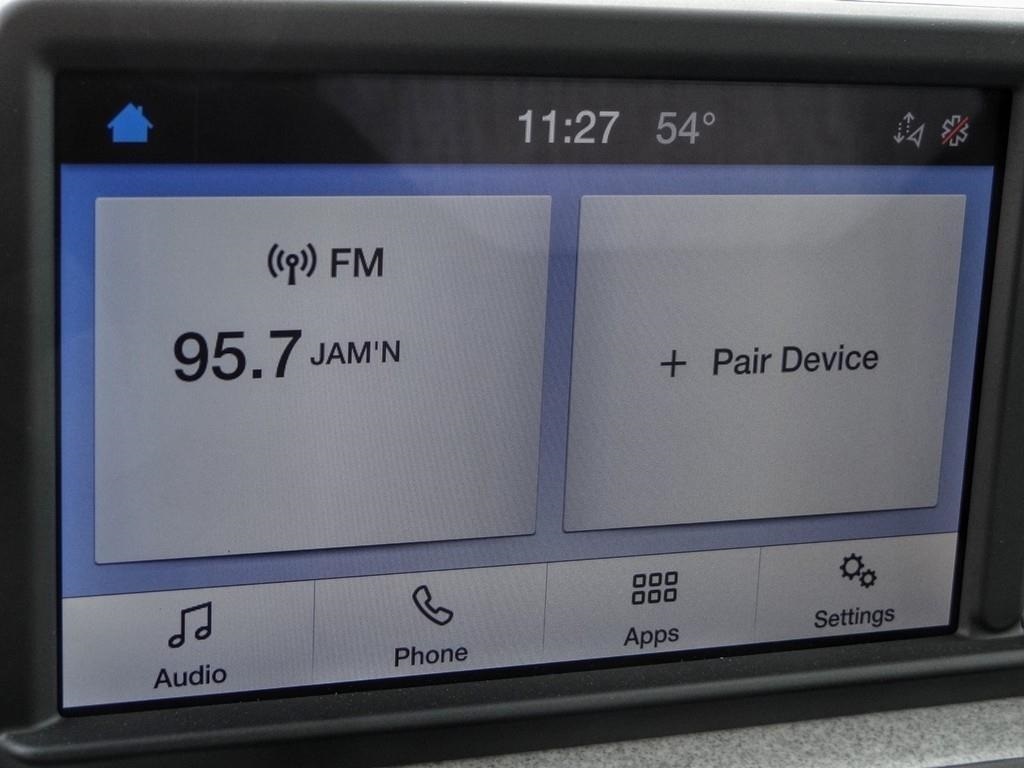 11:27 54°
FM
95.7 JAM'N
+ Pair Device
Audio
Phone
Apps
Settings